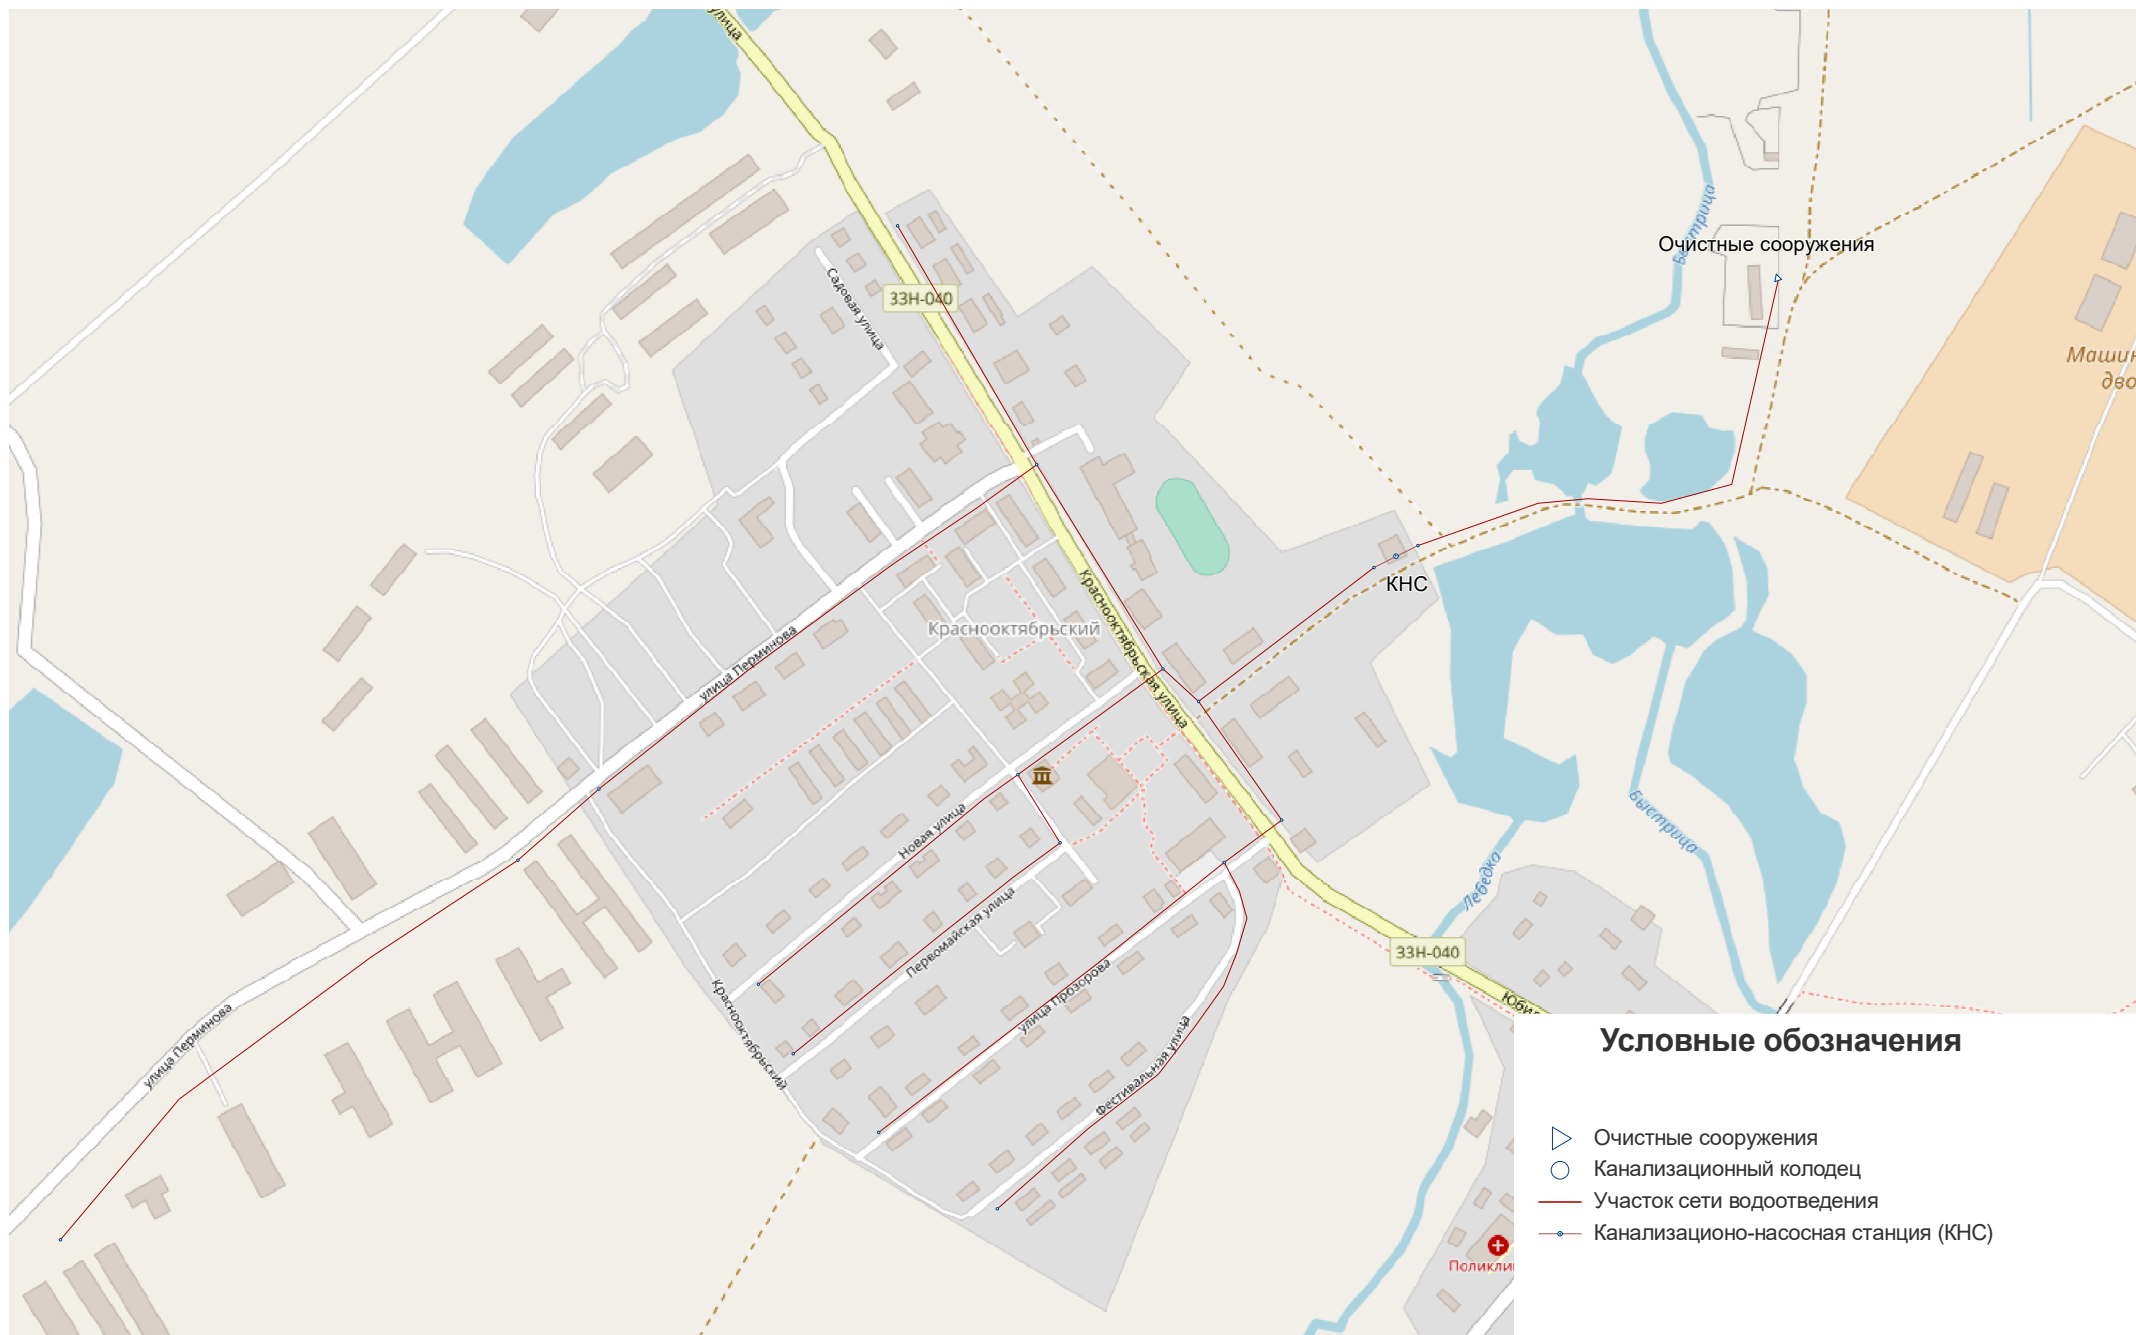 улица
Быстрица
Очистные сооружения
Садовая улица
33Н-040
КНС
Краснооктябрьский
Краснооктябрьская улица
улица Перминова
Новая улица
Быстрица
Лебедка
Первомайская улица
33Н-040
улица Прозорова
Краснооктябрьский
улица Перминова
Фестивальная улица
Условные обозначения
Очистные сооружения
Канализационный колодец
Участок сети водоотведения
Канализационо-насосная станция (КНС)